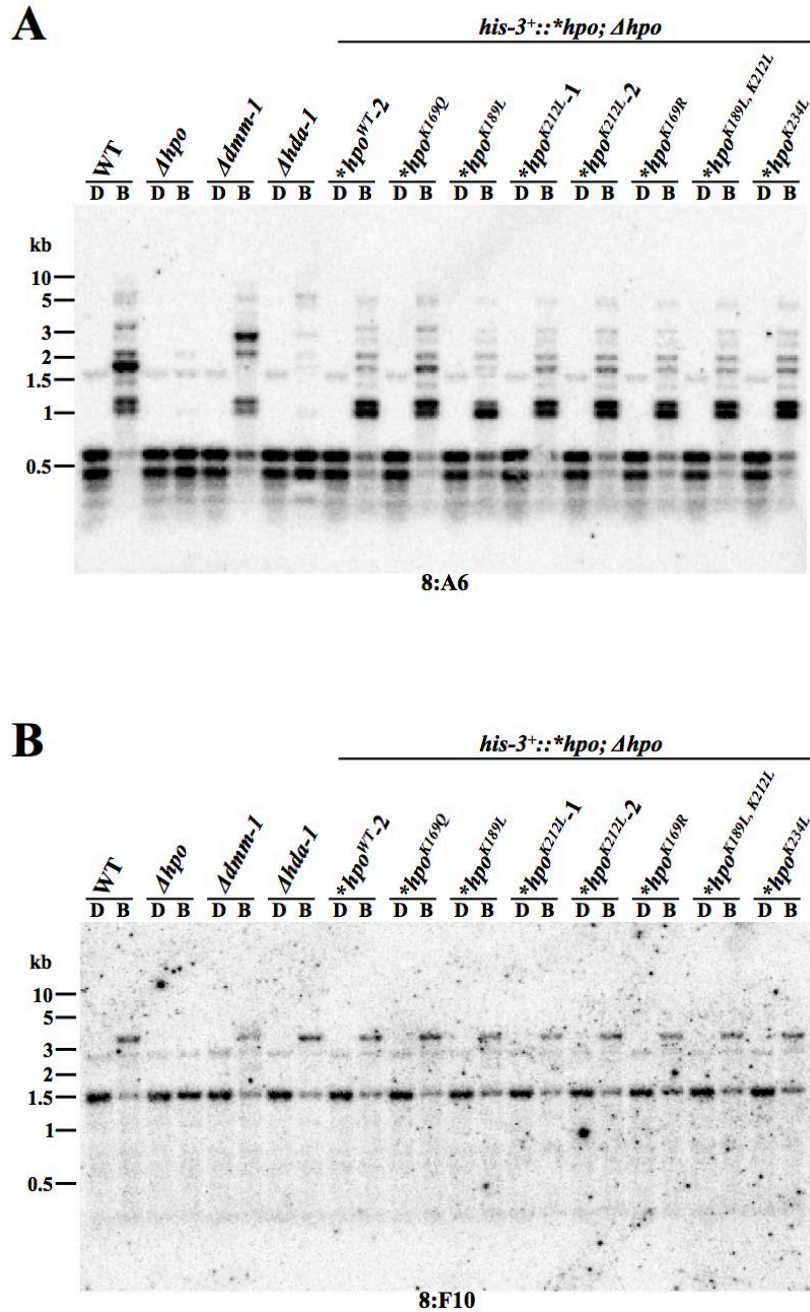 A
his-3⁺::*hpo; Δhpo
WT Δhpo Δdmm-1 Δhda-1 *hpoᵂᵀ-2 *hpoᴷ¹⁶⁹Q *hpoᴷ¹⁸⁹ᴸ *hpoᴷ²¹²ᴸ-1 *hpoᴷ²¹²ᴸ-2 *hpoᴷ¹⁶⁹ᴿ *hpoᴷ¹⁸⁹ᴸ, ᴷ²¹²ᴸ *hpoᴷ²³⁴ᴸ
D B D B D B D B D B D B D B D B D B D B D B D B
kb
10
5
3
2
1.5
1
0.5
8:A6
B
his-3⁺::*hpo; Δhpo
WT Δhpo Δdmm-1 Δhda-1 *hpoᵂᵀ-2 *hpoᴷ¹⁶⁹Q *hpoᴷ¹⁸⁹ᴸ *hpoᴷ²¹²ᴸ-1 *hpoᴷ²¹²ᴸ-2 *hpoᴷ¹⁶⁹ᴿ *hpoᴷ¹⁸⁹ᴸ, ᴷ²¹²ᴸ *hpoᴷ²³⁴ᴸ
D B D B D B D B D B D B D B D B D B D B D B D B
kb
10
5
3
2
1.5
1
0.5
8:F10